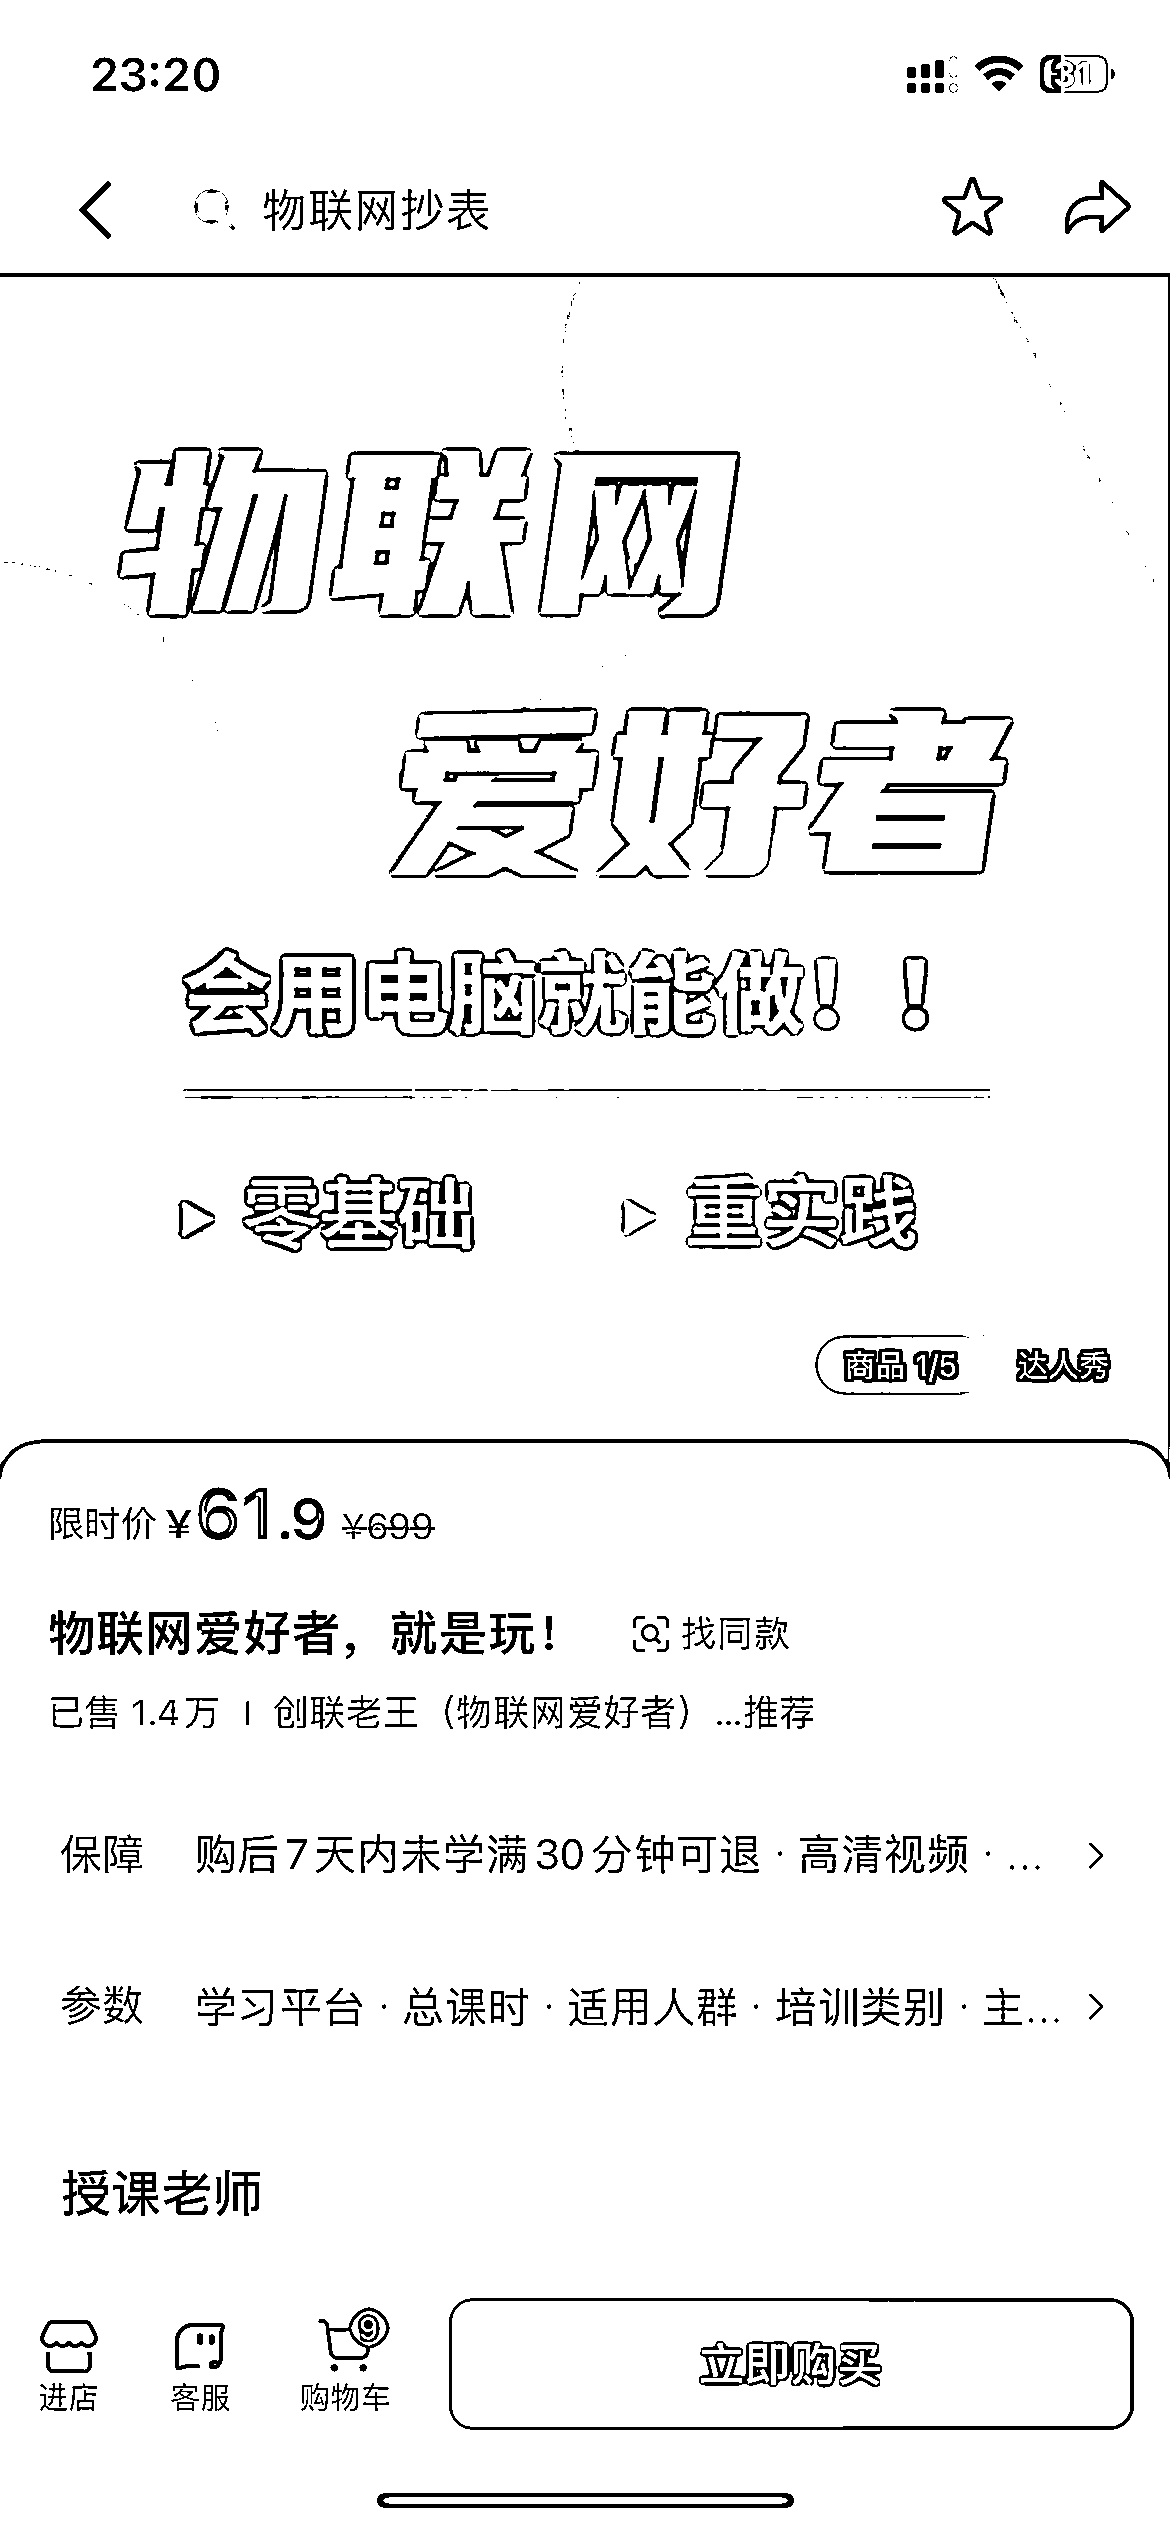 23:20
31
物联网抄表
物联网
爱好者
会用电脑就能做！！
零基础 重实践
商品 1/5 达人秀
限时价 ¥61.9 ¥699
物联网爱好者，就是玩！ 找同款
已售 1.4万 | 创联老王（物联网爱好者）...推荐
保障 购后7天内未学满30分钟可退 · 高清视频 · ...
参数 学习平台 · 总课时 · 适用人群 · 培训类别 · 主...
授课老师
9
进店 客服 购物车 立即购买